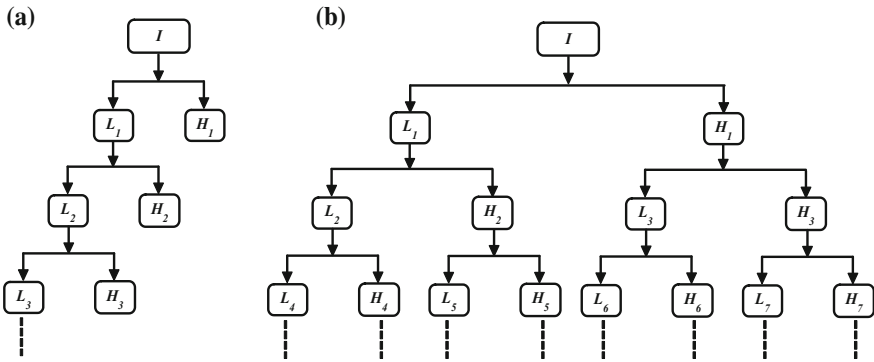 (a) (b)
I I
L₁ H₁ L₁ H₁
L₂ H₂ L₂ H₂ L₃ H₃
L₃ H₃ L₄ H₄ L₅ H₅ L₆ H₆ L₇ H₇